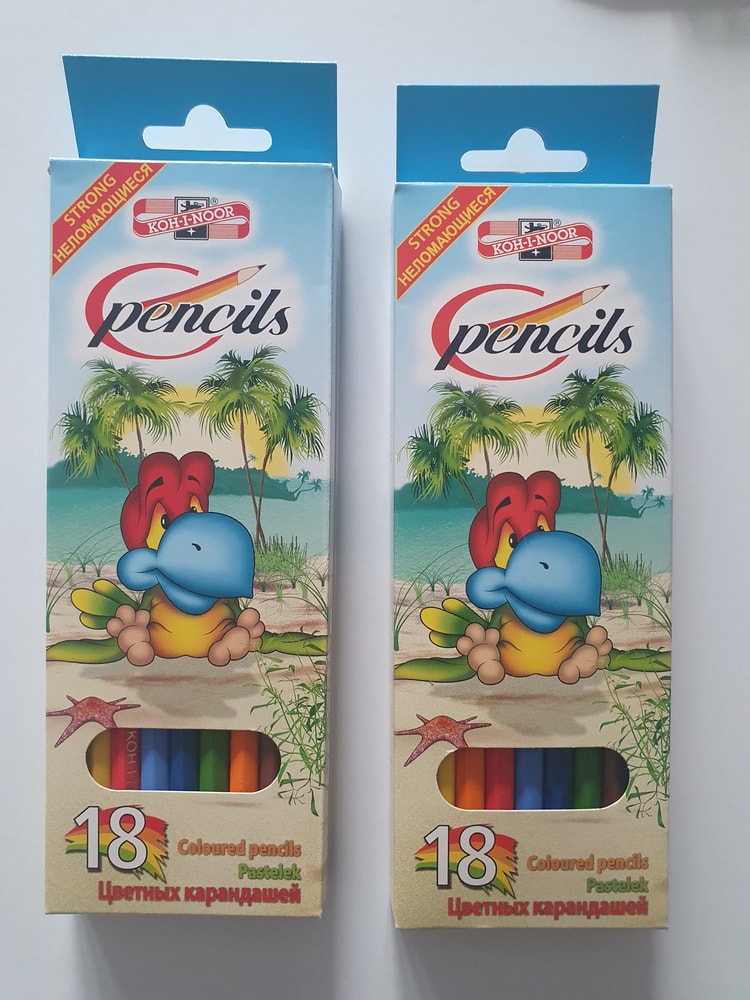 STRONG
НЕЛОМАЮЩИЕСЯ
KOH-I-NOOR®
pencils
KOH-I
18
Coloured pencils
Pastelek
Цветных карандашей
STRONG
НЕЛОМАЮЩИЕСЯ
KOH-I-NOOR®
pencils
18
Coloured pencils
Pastelek
Цветных карандашей